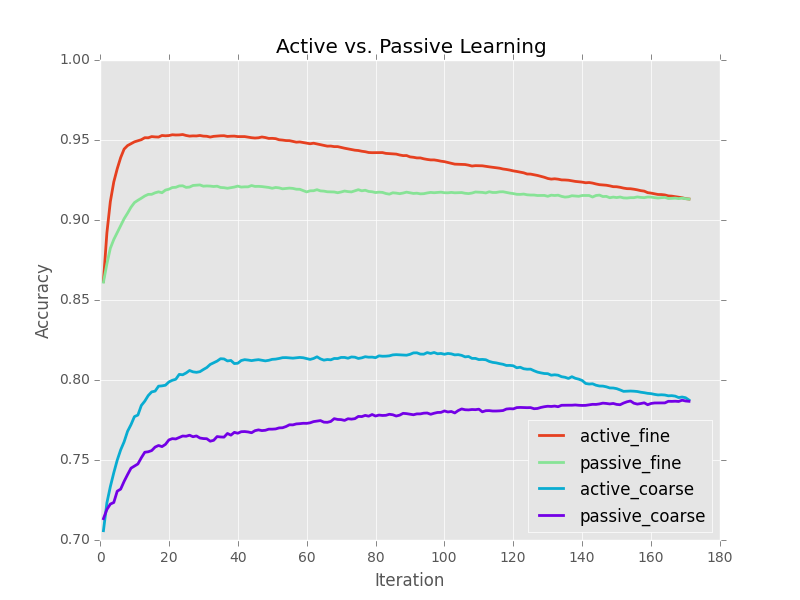 Active vs. Passive Learning
1.00
0.95
0.90
0.85
0.80
0.75
0.70
Accuracy
0
20
40
60
80
100
120
140
160
180
Iteration
active_fine
passive_fine
active_coarse
passive_coarse